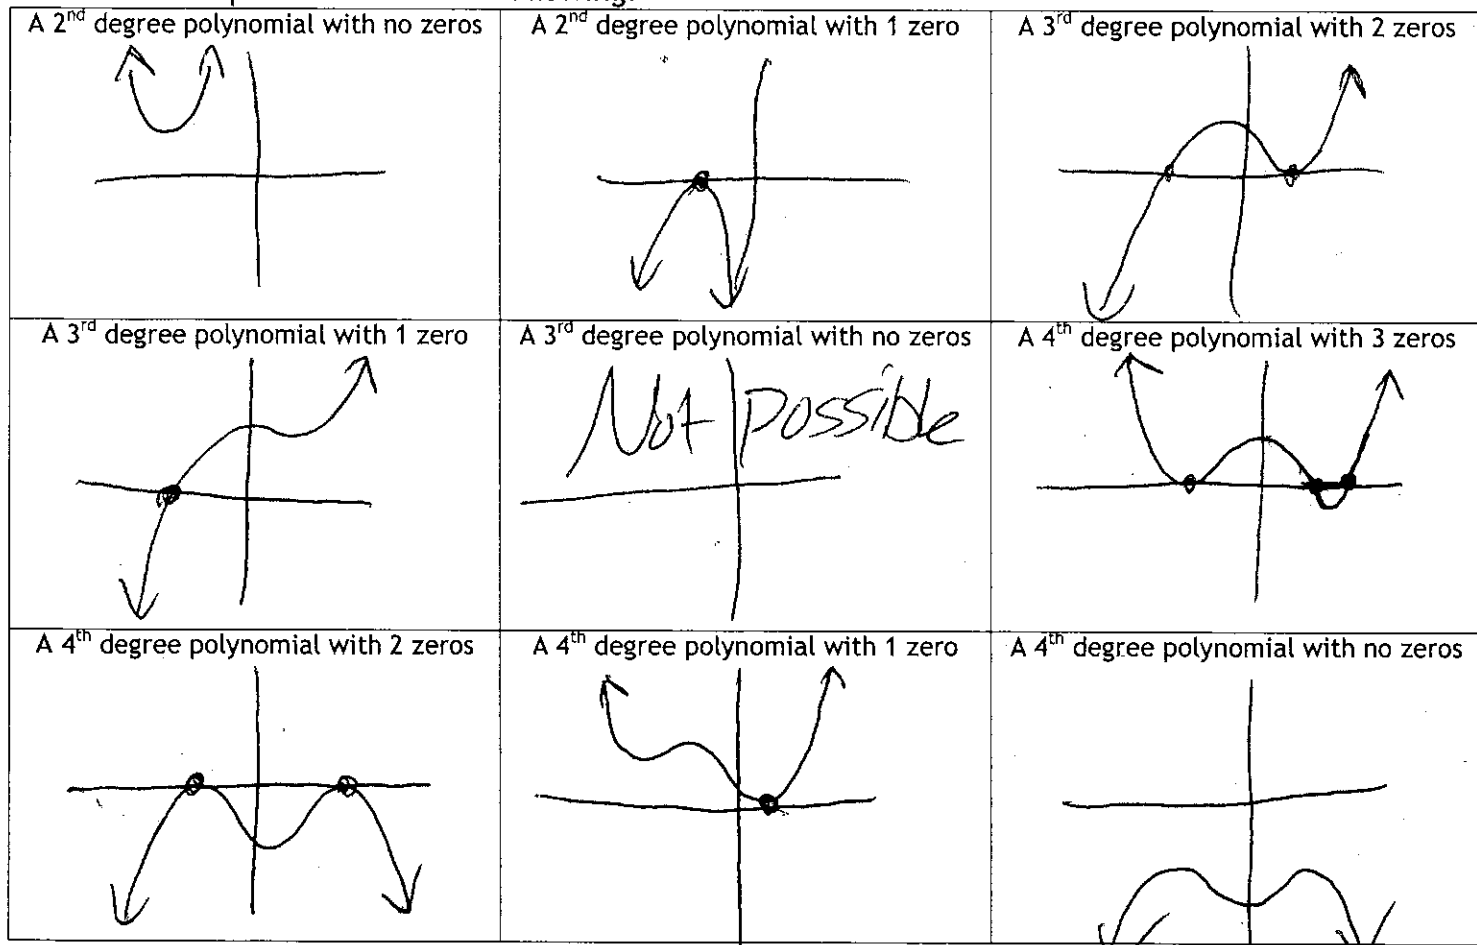 A 2nd degree polynomial with no zeros
A 2nd degree polynomial with 1 zero
A 3rd degree polynomial with 2 zeros
A 3rd degree polynomial with 1 zero
A 3rd degree polynomial with no zeros
Not possible
A 4th degree polynomial with 3 zeros
A 4th degree polynomial with 2 zeros
A 4th degree polynomial with 1 zero
A 4th degree polynomial with no zeros